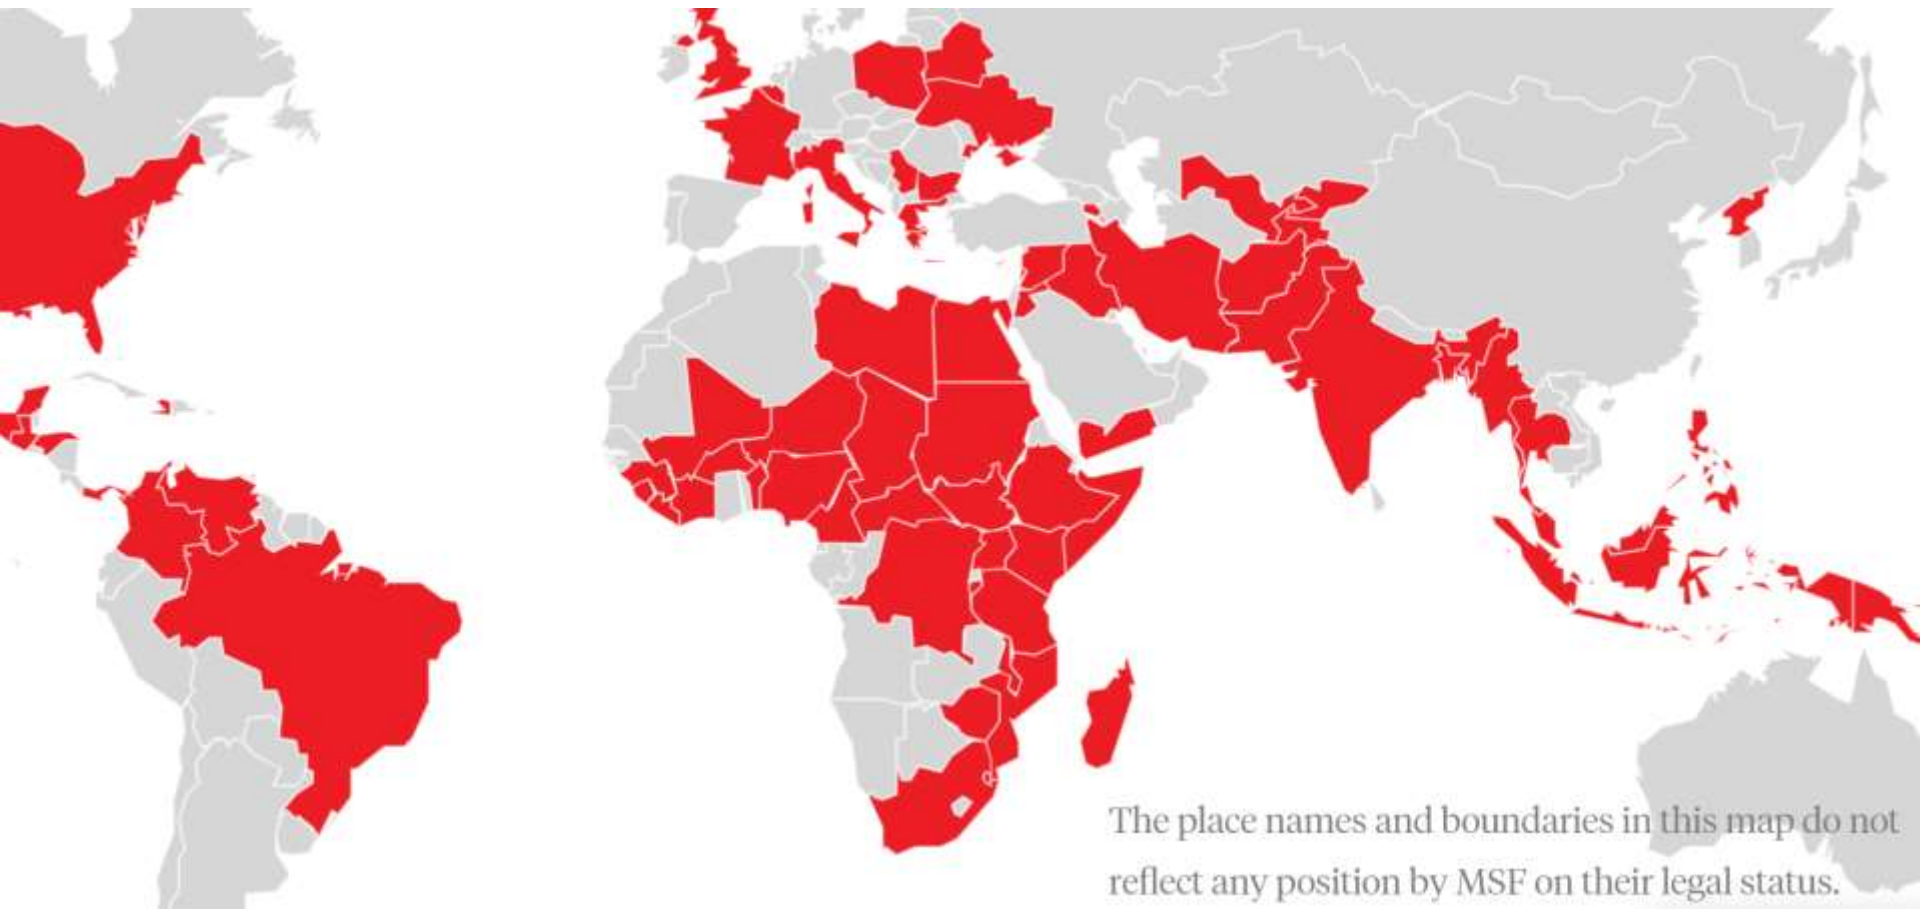 The place names and boundaries in this map do not
reflect any position by MSF on their legal status.